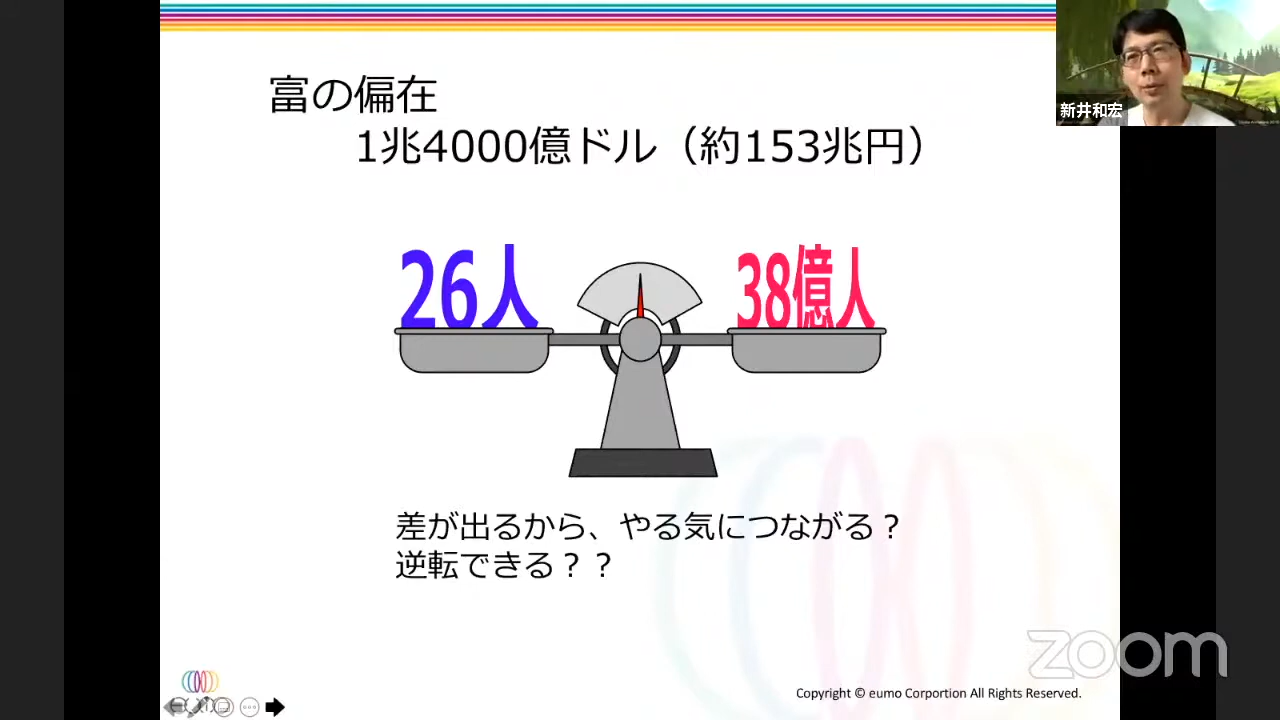 富の偏在
1兆4000億ドル（約153兆円）
新井和宏
26人
38億人
差が出るから、やる気につながる？
逆転できる？？
zoom
Copyright © eumo Corportion All Rights Reserved.